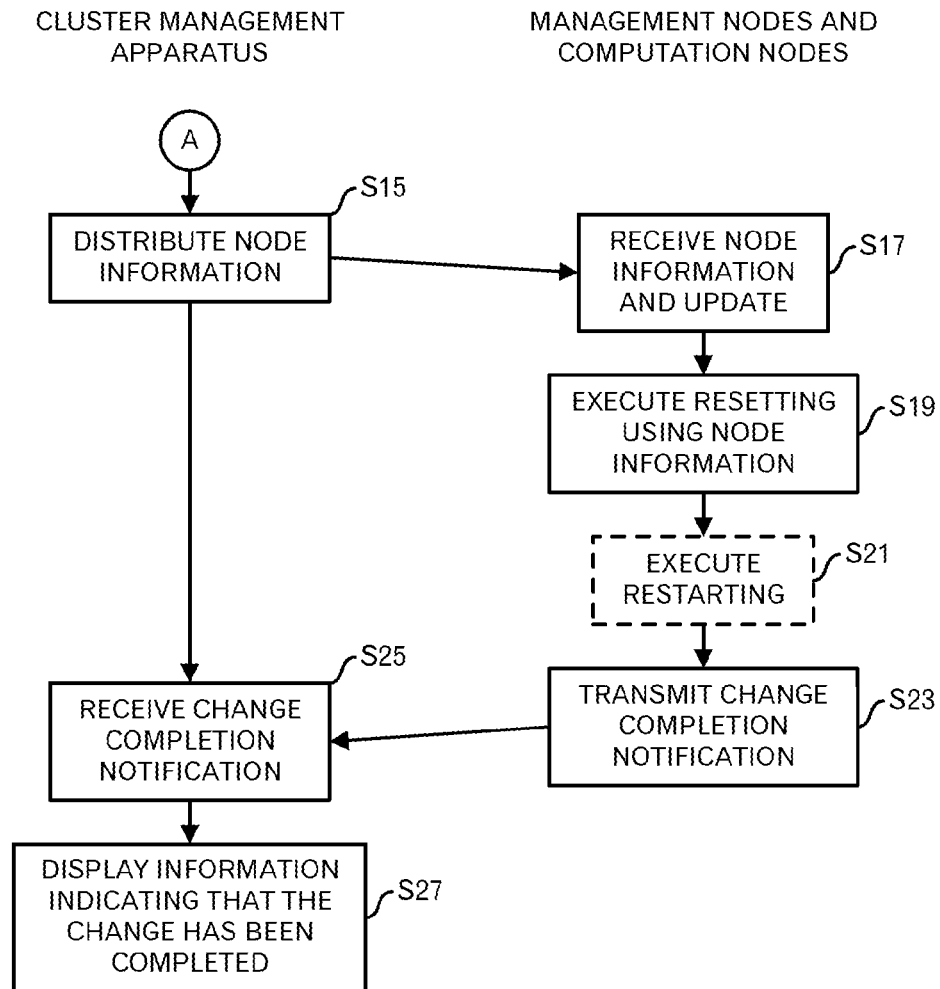 CLUSTER MANAGEMENT
APPARATUS
MANAGEMENT NODES AND
COMPUTATION NODES
A
S15
DISTRIBUTE NODE
INFORMATION
RECEIVE NODE
INFORMATION
AND UPDATE
S17
EXECUTE RESETTING
USING NODE
INFORMATION
S19
EXECUTE
RESTARTING
S21
TRANSMIT CHANGE
COMPLETION
NOTIFICATION
S23
S25
RECEIVE CHANGE
COMPLETION
NOTIFICATION
DISPLAY INFORMATION
INDICATING THAT THE
CHANGE HAS BEEN
COMPLETED
S27